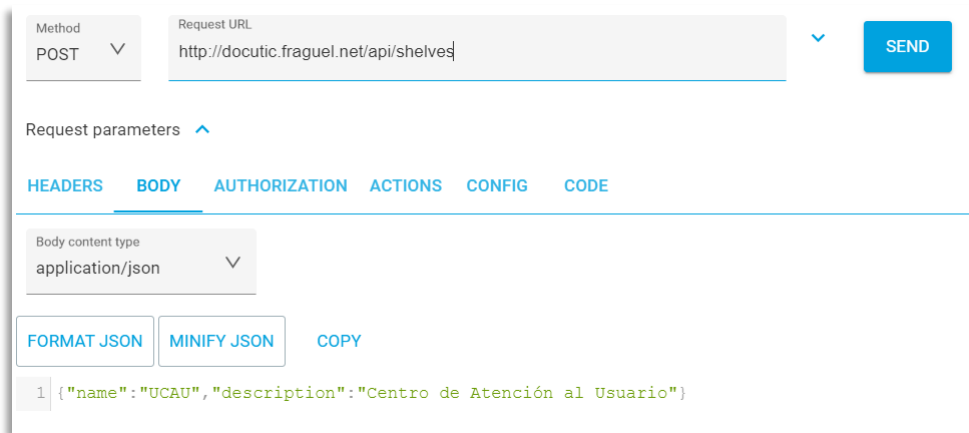 Method
POST
Request URL
http://docutic.fraguel.net/api/shelves
SEND
Request parameters
HEADERS BODY AUTHORIZATION ACTIONS CONFIG CODE
Body content type
application/json
FORMAT JSON MINIFY JSON COPY
1 {"name":"UCAU","description":"Centro de Atención al Usuario"}